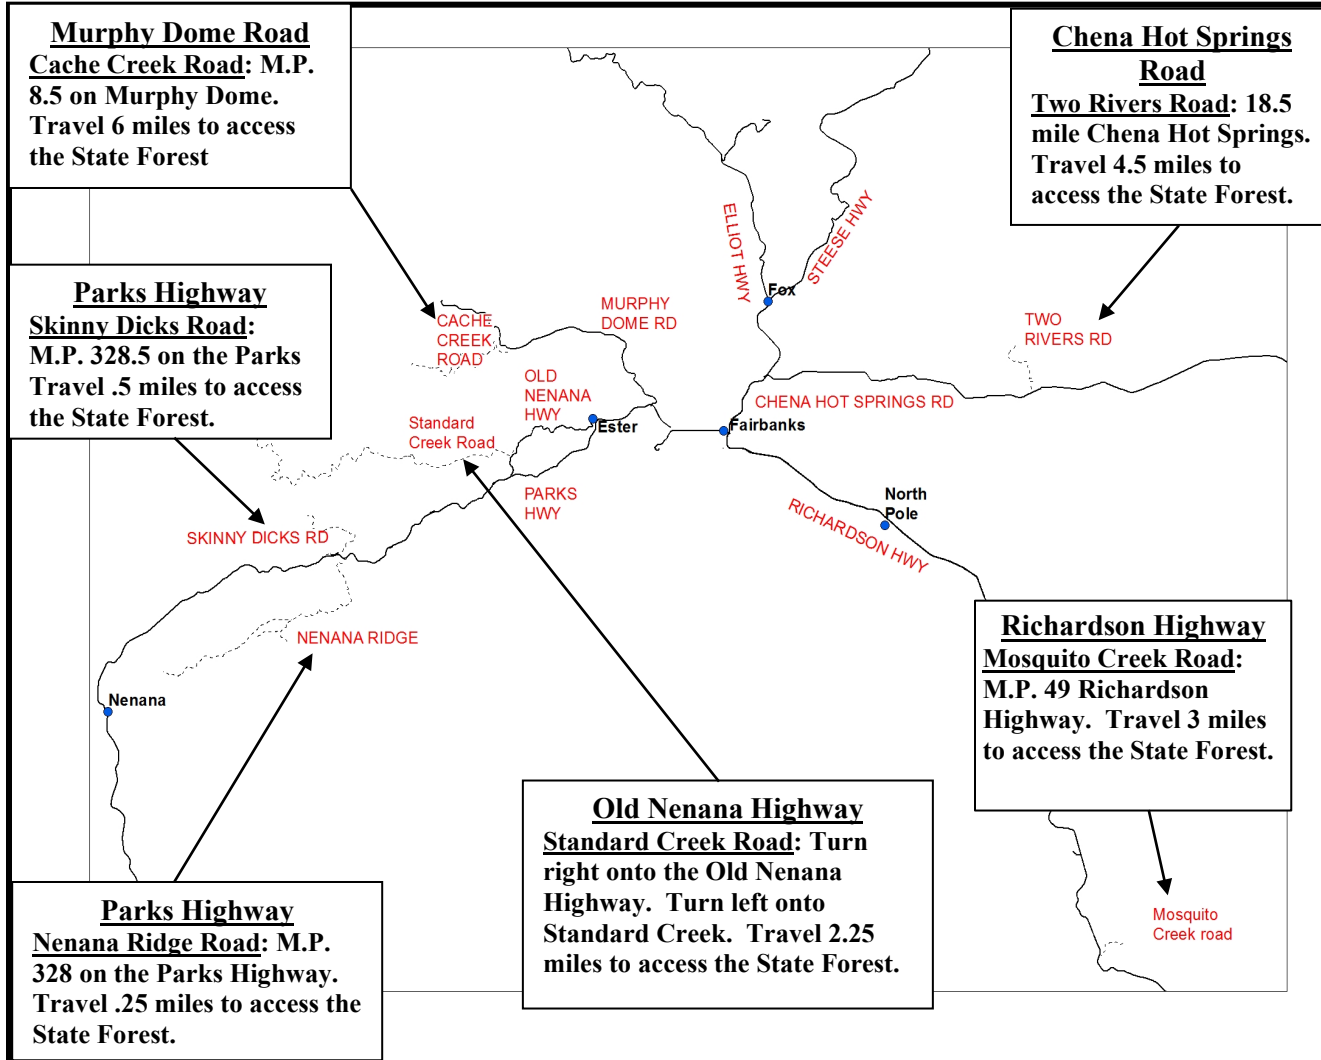 Murphy Dome Road
Cache Creek Road: M.P.
8.5 on Murphy Dome.
Travel 6 miles to access
the State Forest
Chena Hot Springs
Road
Two Rivers Road: 18.5
mile Chena Hot Springs.
Travel 4.5 miles to
access the State Forest.
ELLIOT HWY
STEESE HWY
Fox
Parks Highway
Skinny Dicks Road:
M.P. 328.5 on the Parks
Travel .5 miles to access
the State Forest.
CACHE
CREEK
ROAD
MURPHY
DOME RD
TWO
RIVERS RD
OLD
NENANA
HWY
CHENA HOT SPRINGS RD
Standard
Creek Road
Ester
Fairbanks
PARKS
HWY
North
Pole
RICHARDSON HWY
SKINNY DICKS RD
NENANA RIDGE
Nenana
Richardson Highway
Mosquito Creek Road:
M.P. 49 Richardson
Highway. Travel 3 miles
to access the State Forest.
Old Nenana Highway
Standard Creek Road: Turn
right onto the Old Nenana
Highway. Turn left onto
Standard Creek. Travel 2.25
miles to access the State Forest.
Parks Highway
Nenana Ridge Road: M.P.
328 on the Parks Highway.
Travel .25 miles to access the
State Forest.
Mosquito
Creek road